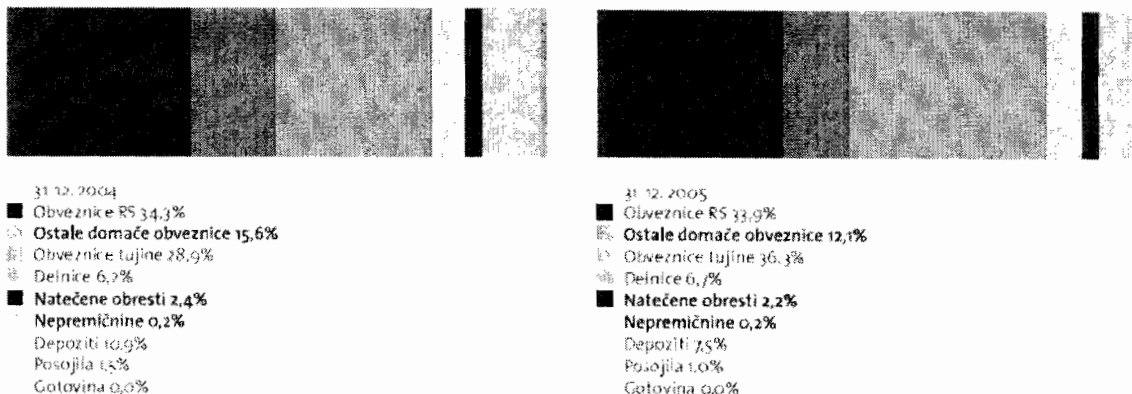 31.12.2004
Obveznice RS 34,3%
Ostale domače obveznice 15,6%
Obveznice tujine 28,9%
Delnice 6,2%
Natečene obresti 2,4%
Nepremičnine 0,2%
Depoziti 10,9%
Posojila 1,5%
Gotovina 0,0%
31.12.2005
Obveznice RS 33,9%
Ostale domače obveznice 12,1%
Obveznice tujine 36,3%
Delnice 6,7%
Natečene obresti 2,2%
Nepremičnine 0,2%
Depoziti 7,5%
Posojila 1,0%
Gotovina 0,0%